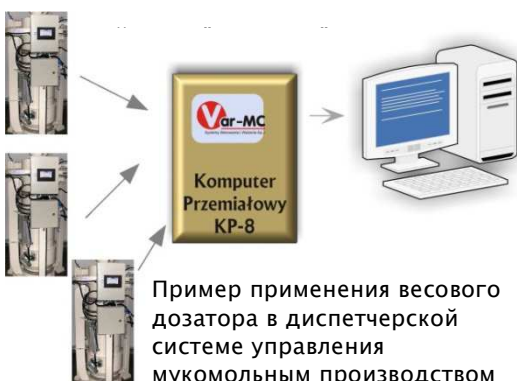 Var-MC
Komputer
Przemiałowy
KP-8
Пример применения весового
дозатора в диспетчерской
системе управления
мукомольным производством